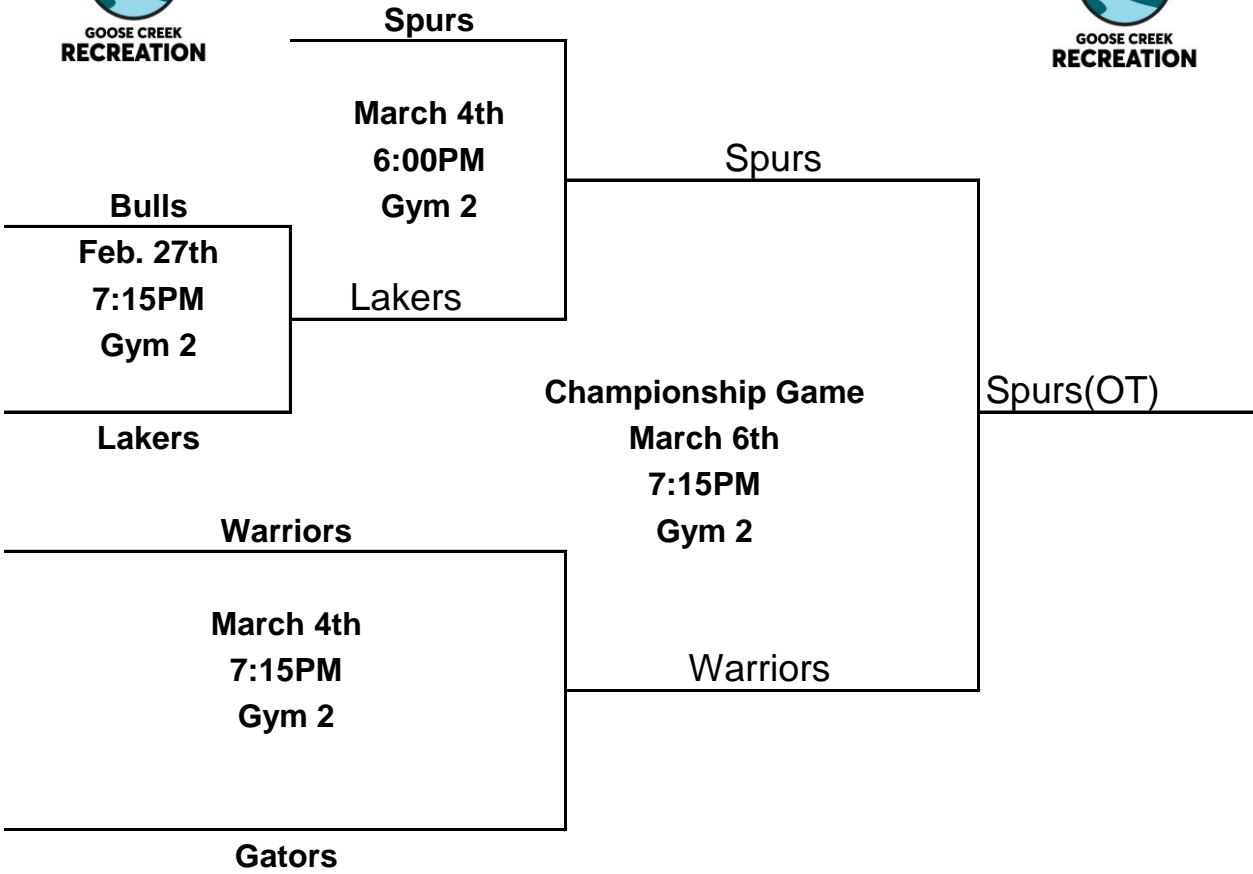 GOOSE CREEK
RECREATION
GOOSE CREEK
RECREATION
Spurs
March 4th
6:00PM
Gym 2
Spurs
Bulls
Feb. 27th
7:15PM
Gym 2
Lakers
Lakers
Championship Game
March 6th
7:15PM
Gym 2
Spurs(OT)
Warriors
March 4th
7:15PM
Gym 2
Warriors
Gators